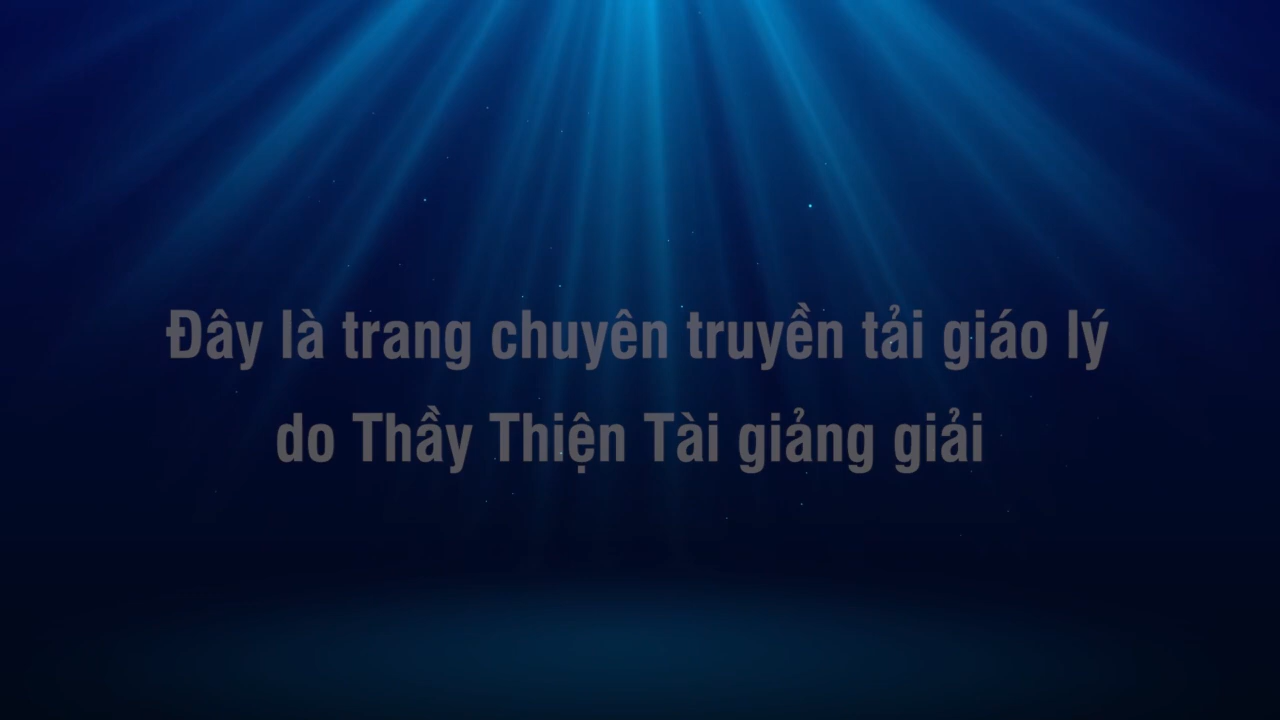 Đây là trang chuyên truyền tải giáo lý
do Thầy Thiện Tài giảng giải